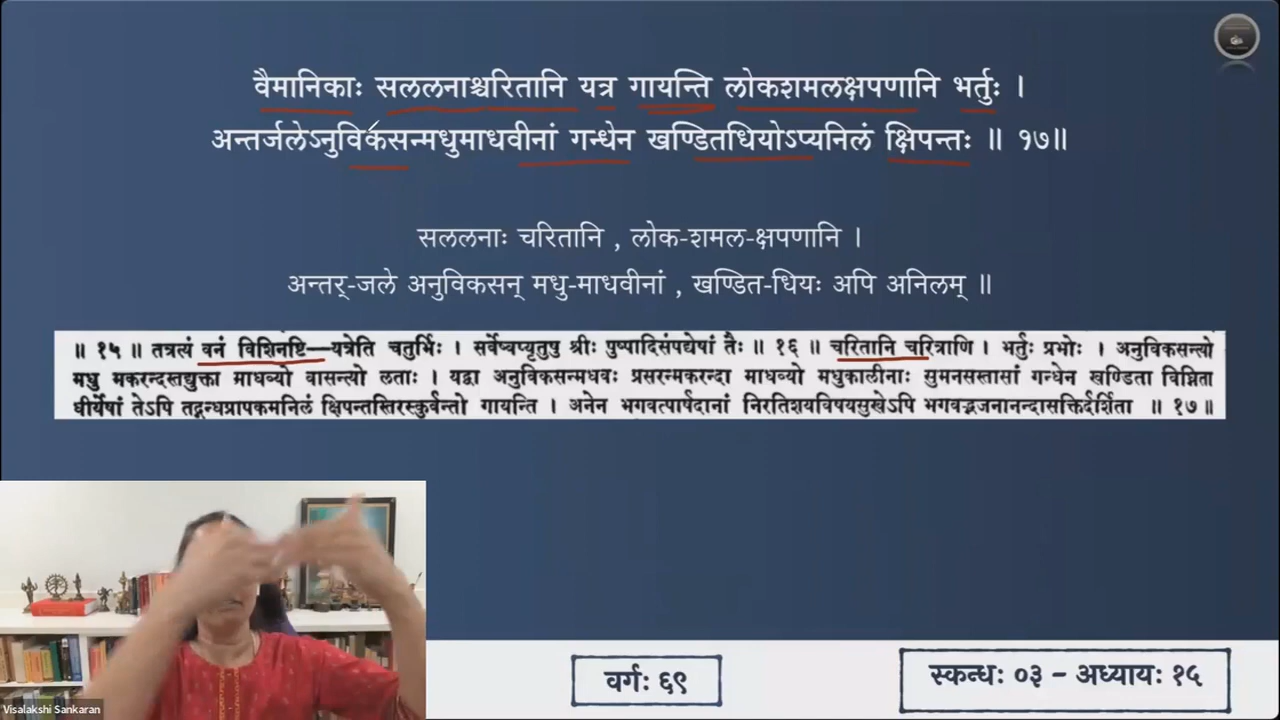 वैमानिकाः सललनाश्चरितानि यत्र गायन्ति लोकशमलक्षपणानि भर्तुः ।
अन्तर्जलेऽनुविकसन्मधुमाधवीनां गन्धेन खण्डितधियोऽप्यनिलं क्षिपन्तः ॥ १७॥
सललनाः चरितानि , लोक-शमल-क्षपणानि ।
अन्तर्-जले अनुविकसन् मधु-माधवीनां , खण्डित-धियः अपि अनिलम् ॥
॥ १५ ॥ तत्रत्यं वनं विशिनष्टि—यत्रेति चतुर्भिः । सर्वेष्वप्यृतुषु श्रीः पुष्पादिसंपद्येषां तैः ॥ १६ ॥ चरितानि चरित्राणि । भर्तुः प्रभोः । अनुविकसन्त्यो
मधु मकरन्दस्तद्युक्ता माधव्यो वासन्त्यो लताः । यद्वा अनुविकसन्मधवः प्रसरन्मकरन्दा माधव्यो मधुकालीनाः सुमनसस्तासां गन्धेन खण्डिता विघ्निता
धीर्येषां तेऽपि तद्गन्धप्रापकमनिलं क्षिपन्तस्तिरस्कुर्वन्तो गायन्ति । अनेन भगवत्पार्षदानां निरतिशयविषयसुखेऽपि भगवद्भजनानन्दासक्तिर्दर्शिता ॥ १७॥
Visalakshi Sankaran
वर्गः ६९
स्कन्धः ०३ - अध्यायः १५